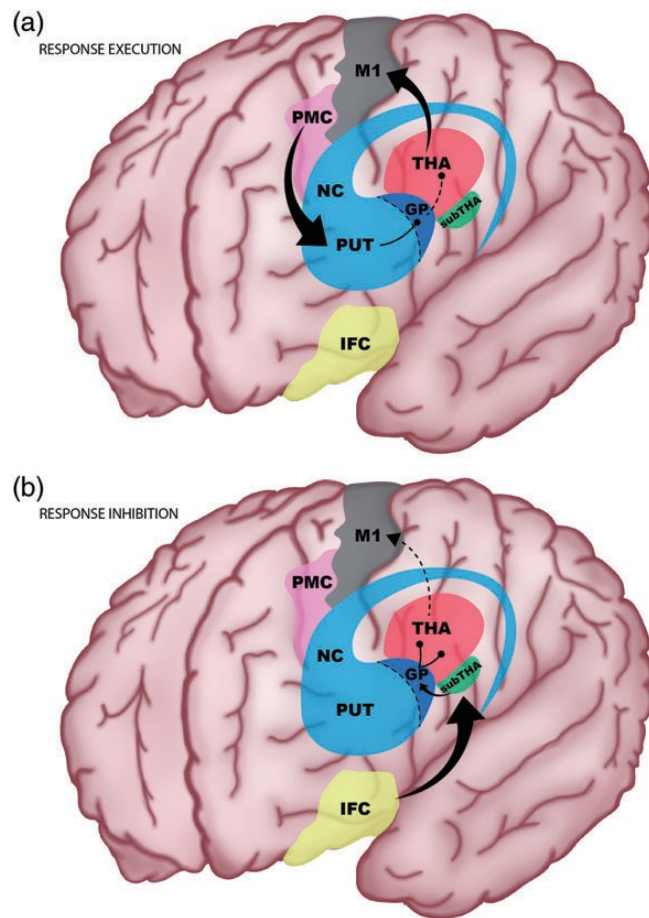 (a)
RESPONSE EXECUTION
M1
PMC
THA
NC
GP
subTHA
PUT
IFC
(b)
RESPONSE INHIBITION
M1
PMC
THA
NC
GP
subTHA
PUT
IFC